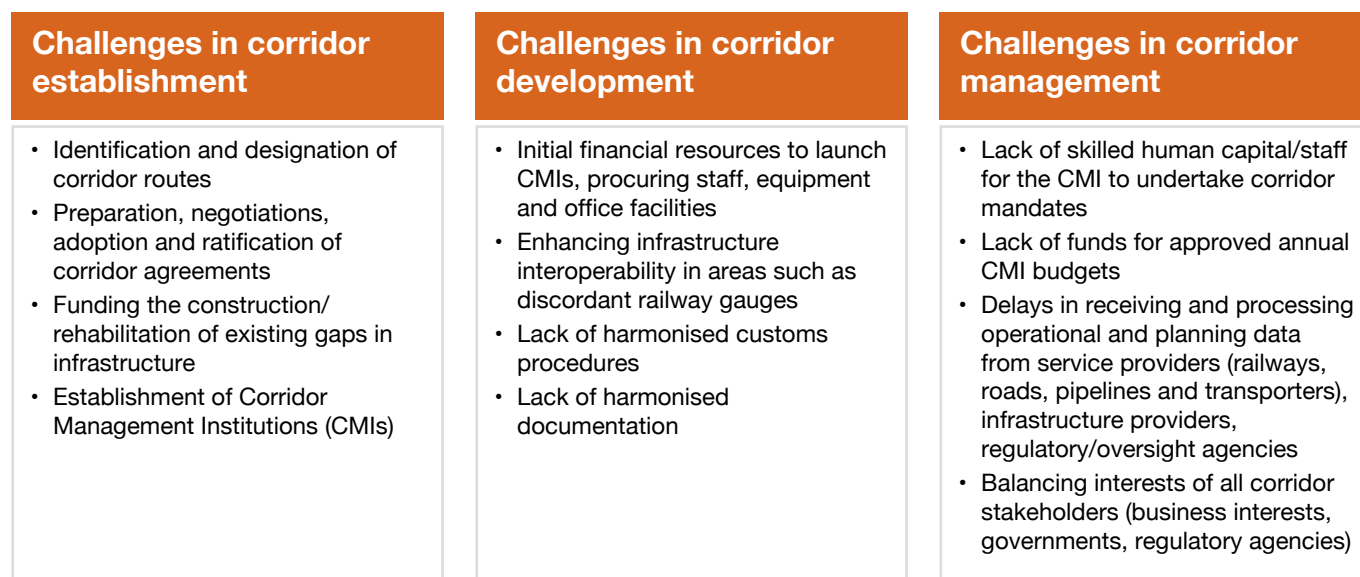 Challenges in corridor
establishment
• Identification and designation of
corridor routes
• Preparation, negotiations,
adoption and ratification of
corridor agreements
• Funding the construction/
rehabilitation of existing gaps in
infrastructure
• Establishment of Corridor
Management Institutions (CMIs)
Challenges in corridor
development
• Initial financial resources to launch
CMIs, procuring staff, equipment
and office facilities
• Enhancing infrastructure
interoperability in areas such as
discordant railway gauges
• Lack of harmonised customs
procedures
• Lack of harmonised
documentation
Challenges in corridor
management
• Lack of skilled human capital/staff
for the CMI to undertake corridor
mandates
• Lack of funds for approved annual
CMI budgets
• Delays in receiving and processing
operational and planning data
from service providers (railways,
roads, pipelines and transporters),
infrastructure providers,
regulatory/oversight agencies
• Balancing interests of all corridor
stakeholders (business interests,
governments, regulatory agencies)